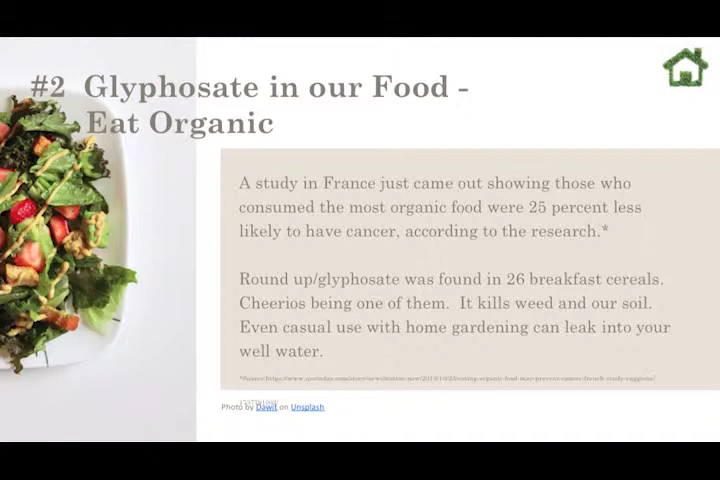 #2 Glyphosate in our Food -
Eat Organic
A study in France just came out showing those who
consumed the most organic food were 25 percent less
likely to have cancer, according to the research.*
Round up/glyphosate was found in 26 breakfast cereals.
Cheerios being one of them. It kills weed and our soil.
Even casual use with home gardening can leak into your
well water.
Photo by Dawit on Unsplash